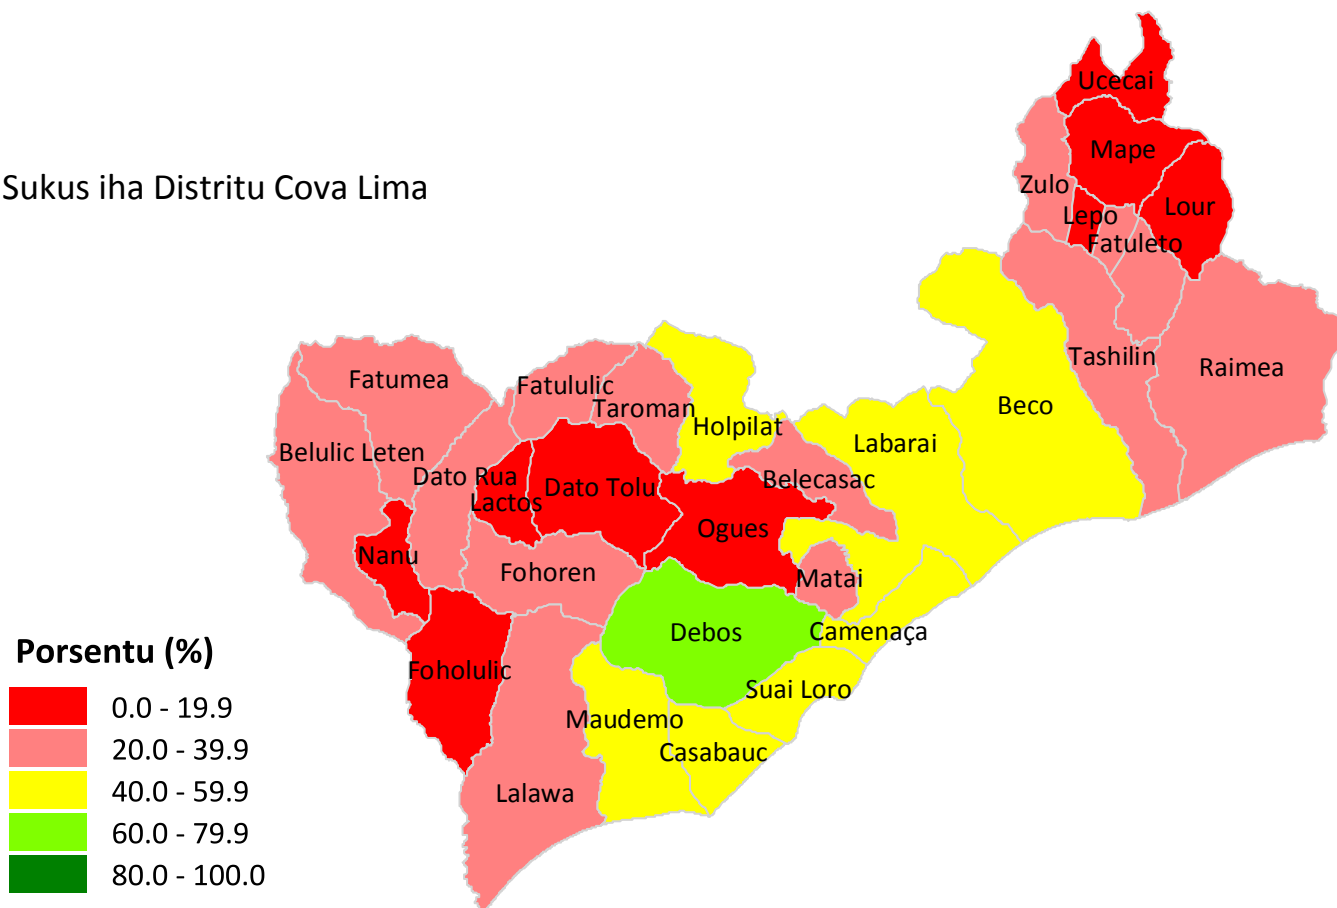 Ucecai
Mape
Sukus iha Distritu Cova Lima
Zulo
Lour
Lepo
Fatuleto
Tashilin
Raimea
Fatumea
Fatululic
Taroman
Beco
Holpilat
Labarai
Belulic Leten
Dato Rua
Belecasac
Lactos
Dato Tolu
Ogues
Nanu
Fohoren
Matai
Debos
Camenaça
Porsentu (%)
Foholulic
Suai Loro
0.0 - 19.9
Maudemo
20.0 - 39.9
Casabauc
40.0 - 59.9
Lalawa
60.0 - 79.9
80.0 - 100.0